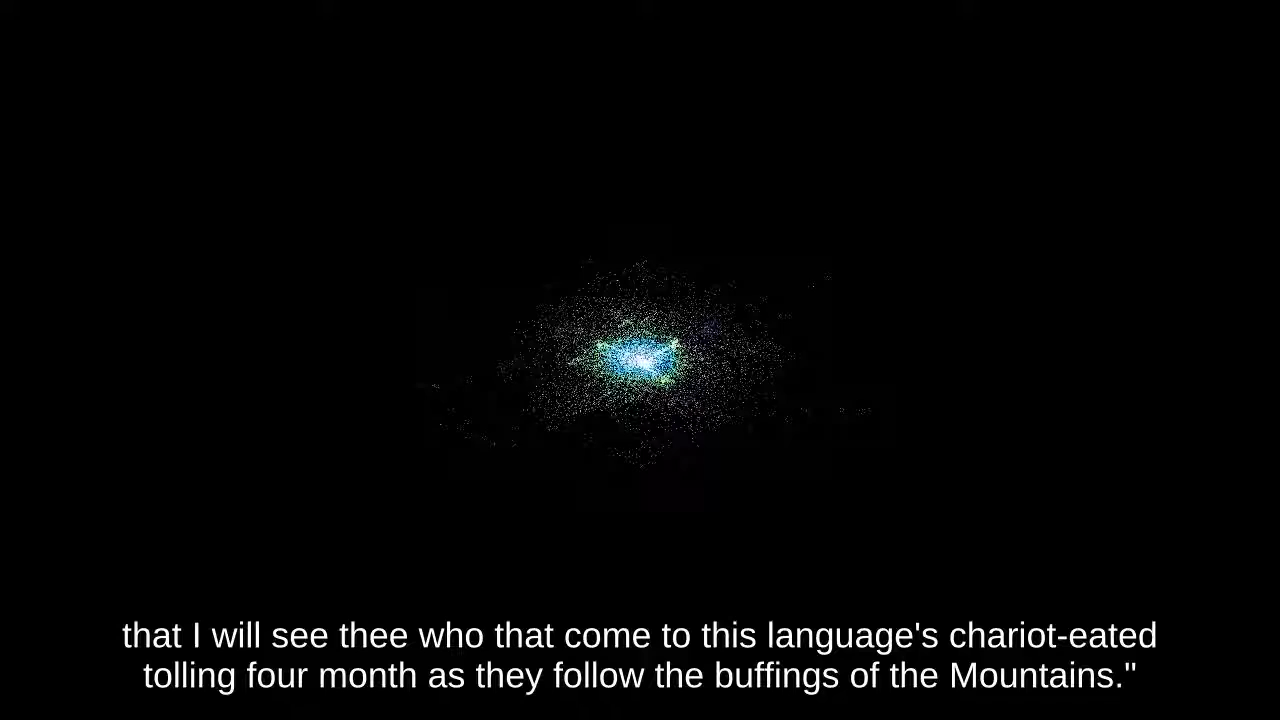 that I will see thee who that come to this language's chariot-eated
tolling four month as they follow the buffings of the Mountains."